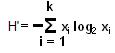 H' = − k Σ i = 1 xᵢ log₂ xᵢ